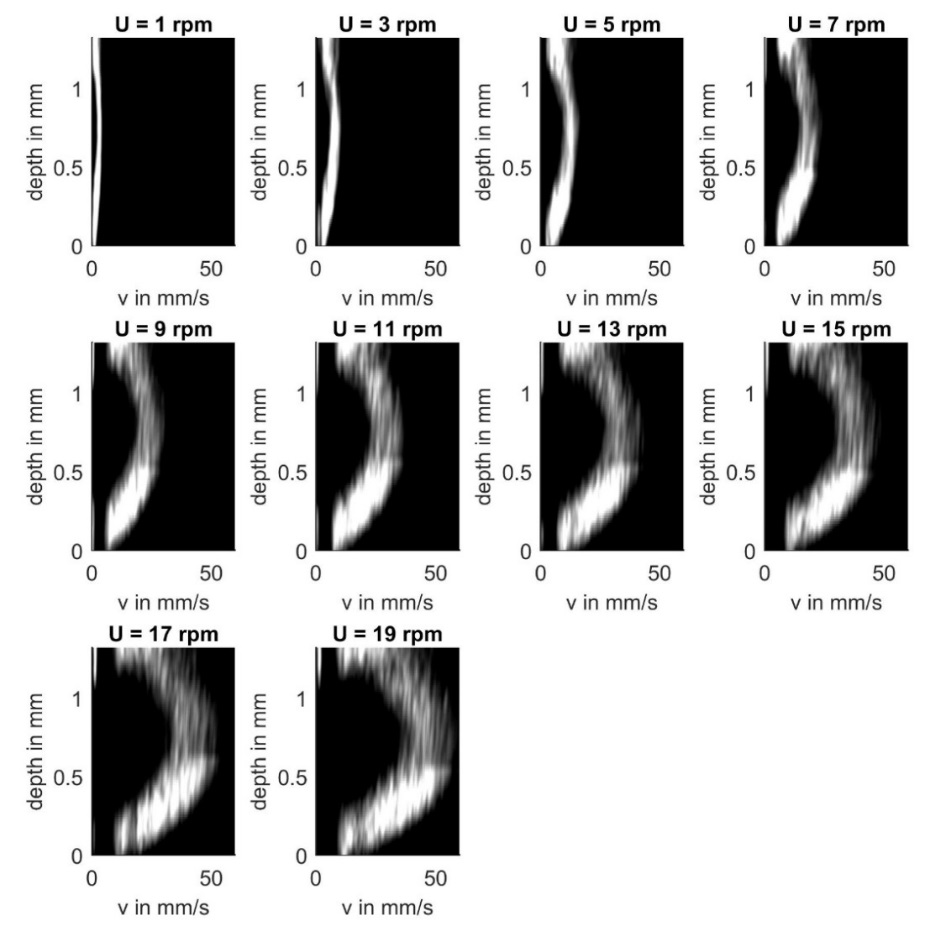 U = 1 rpm
U = 3 rpm
U = 5 rpm
U = 7 rpm
depth in mm
1
0.5
0
0
50
v in mm/s
depth in mm
1
0.5
0
0
50
v in mm/s
depth in mm
1
0.5
0
0
50
v in mm/s
depth in mm
1
0.5
0
0
50
v in mm/s
U = 9 rpm
U = 11 rpm
U = 13 rpm
U = 15 rpm
depth in mm
1
0.5
0
0
50
v in mm/s
depth in mm
1
0.5
0
0
50
v in mm/s
depth in mm
1
0.5
0
0
50
v in mm/s
depth in mm
1
0.5
0
0
50
v in mm/s
U = 17 rpm
U = 19 rpm
depth in mm
1
0.5
0
0
50
v in mm/s
depth in mm
1
0.5
0
0
50
v in mm/s